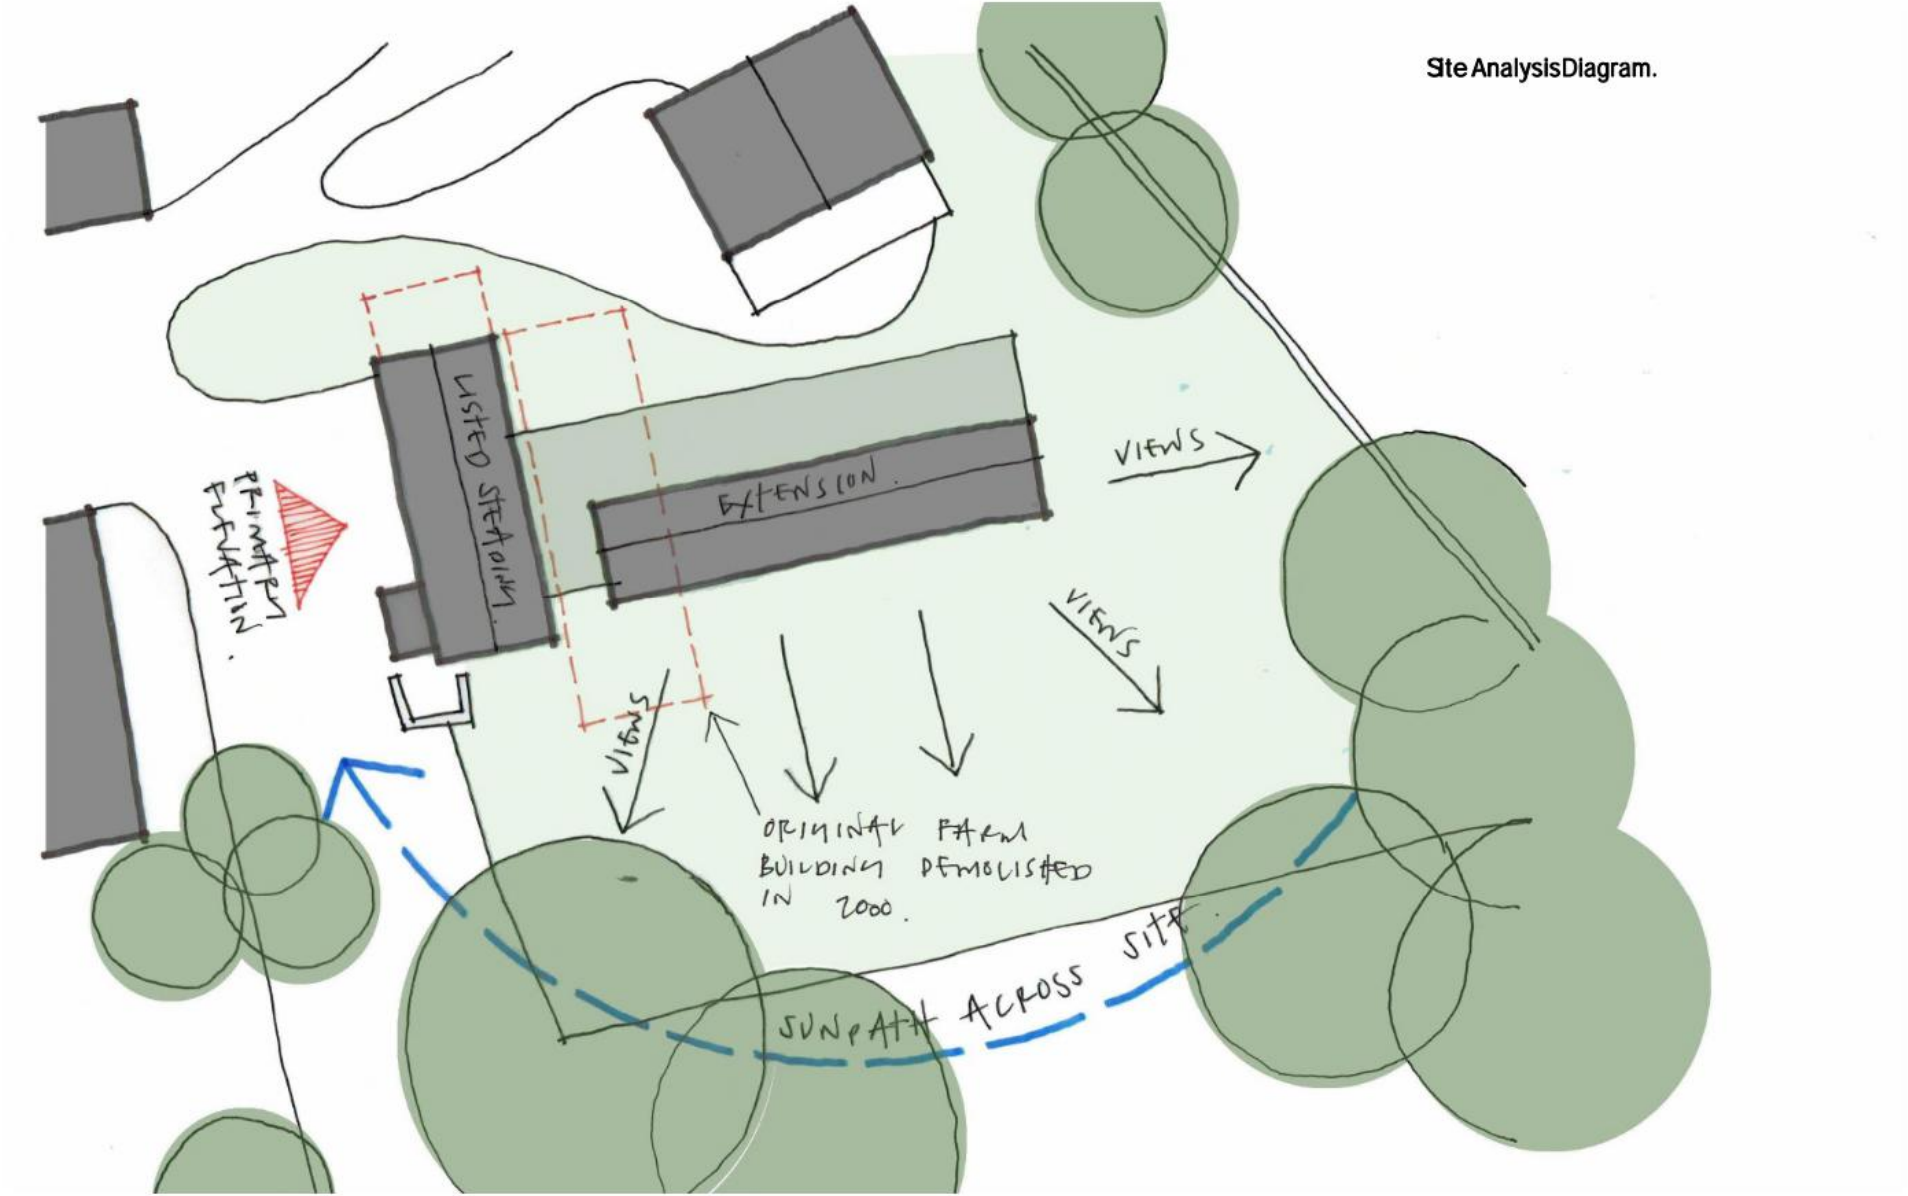 Site Analysis Diagram.
LISTED STEADING.
EXTENSION.
VIEWS
PRIMARY
ELEVATION.
VIEWS
VIEWS
ORIGINAL FARM
BUILDING DEMOLISHED
IN 2000.
SUNPATH ACROSS SITE.